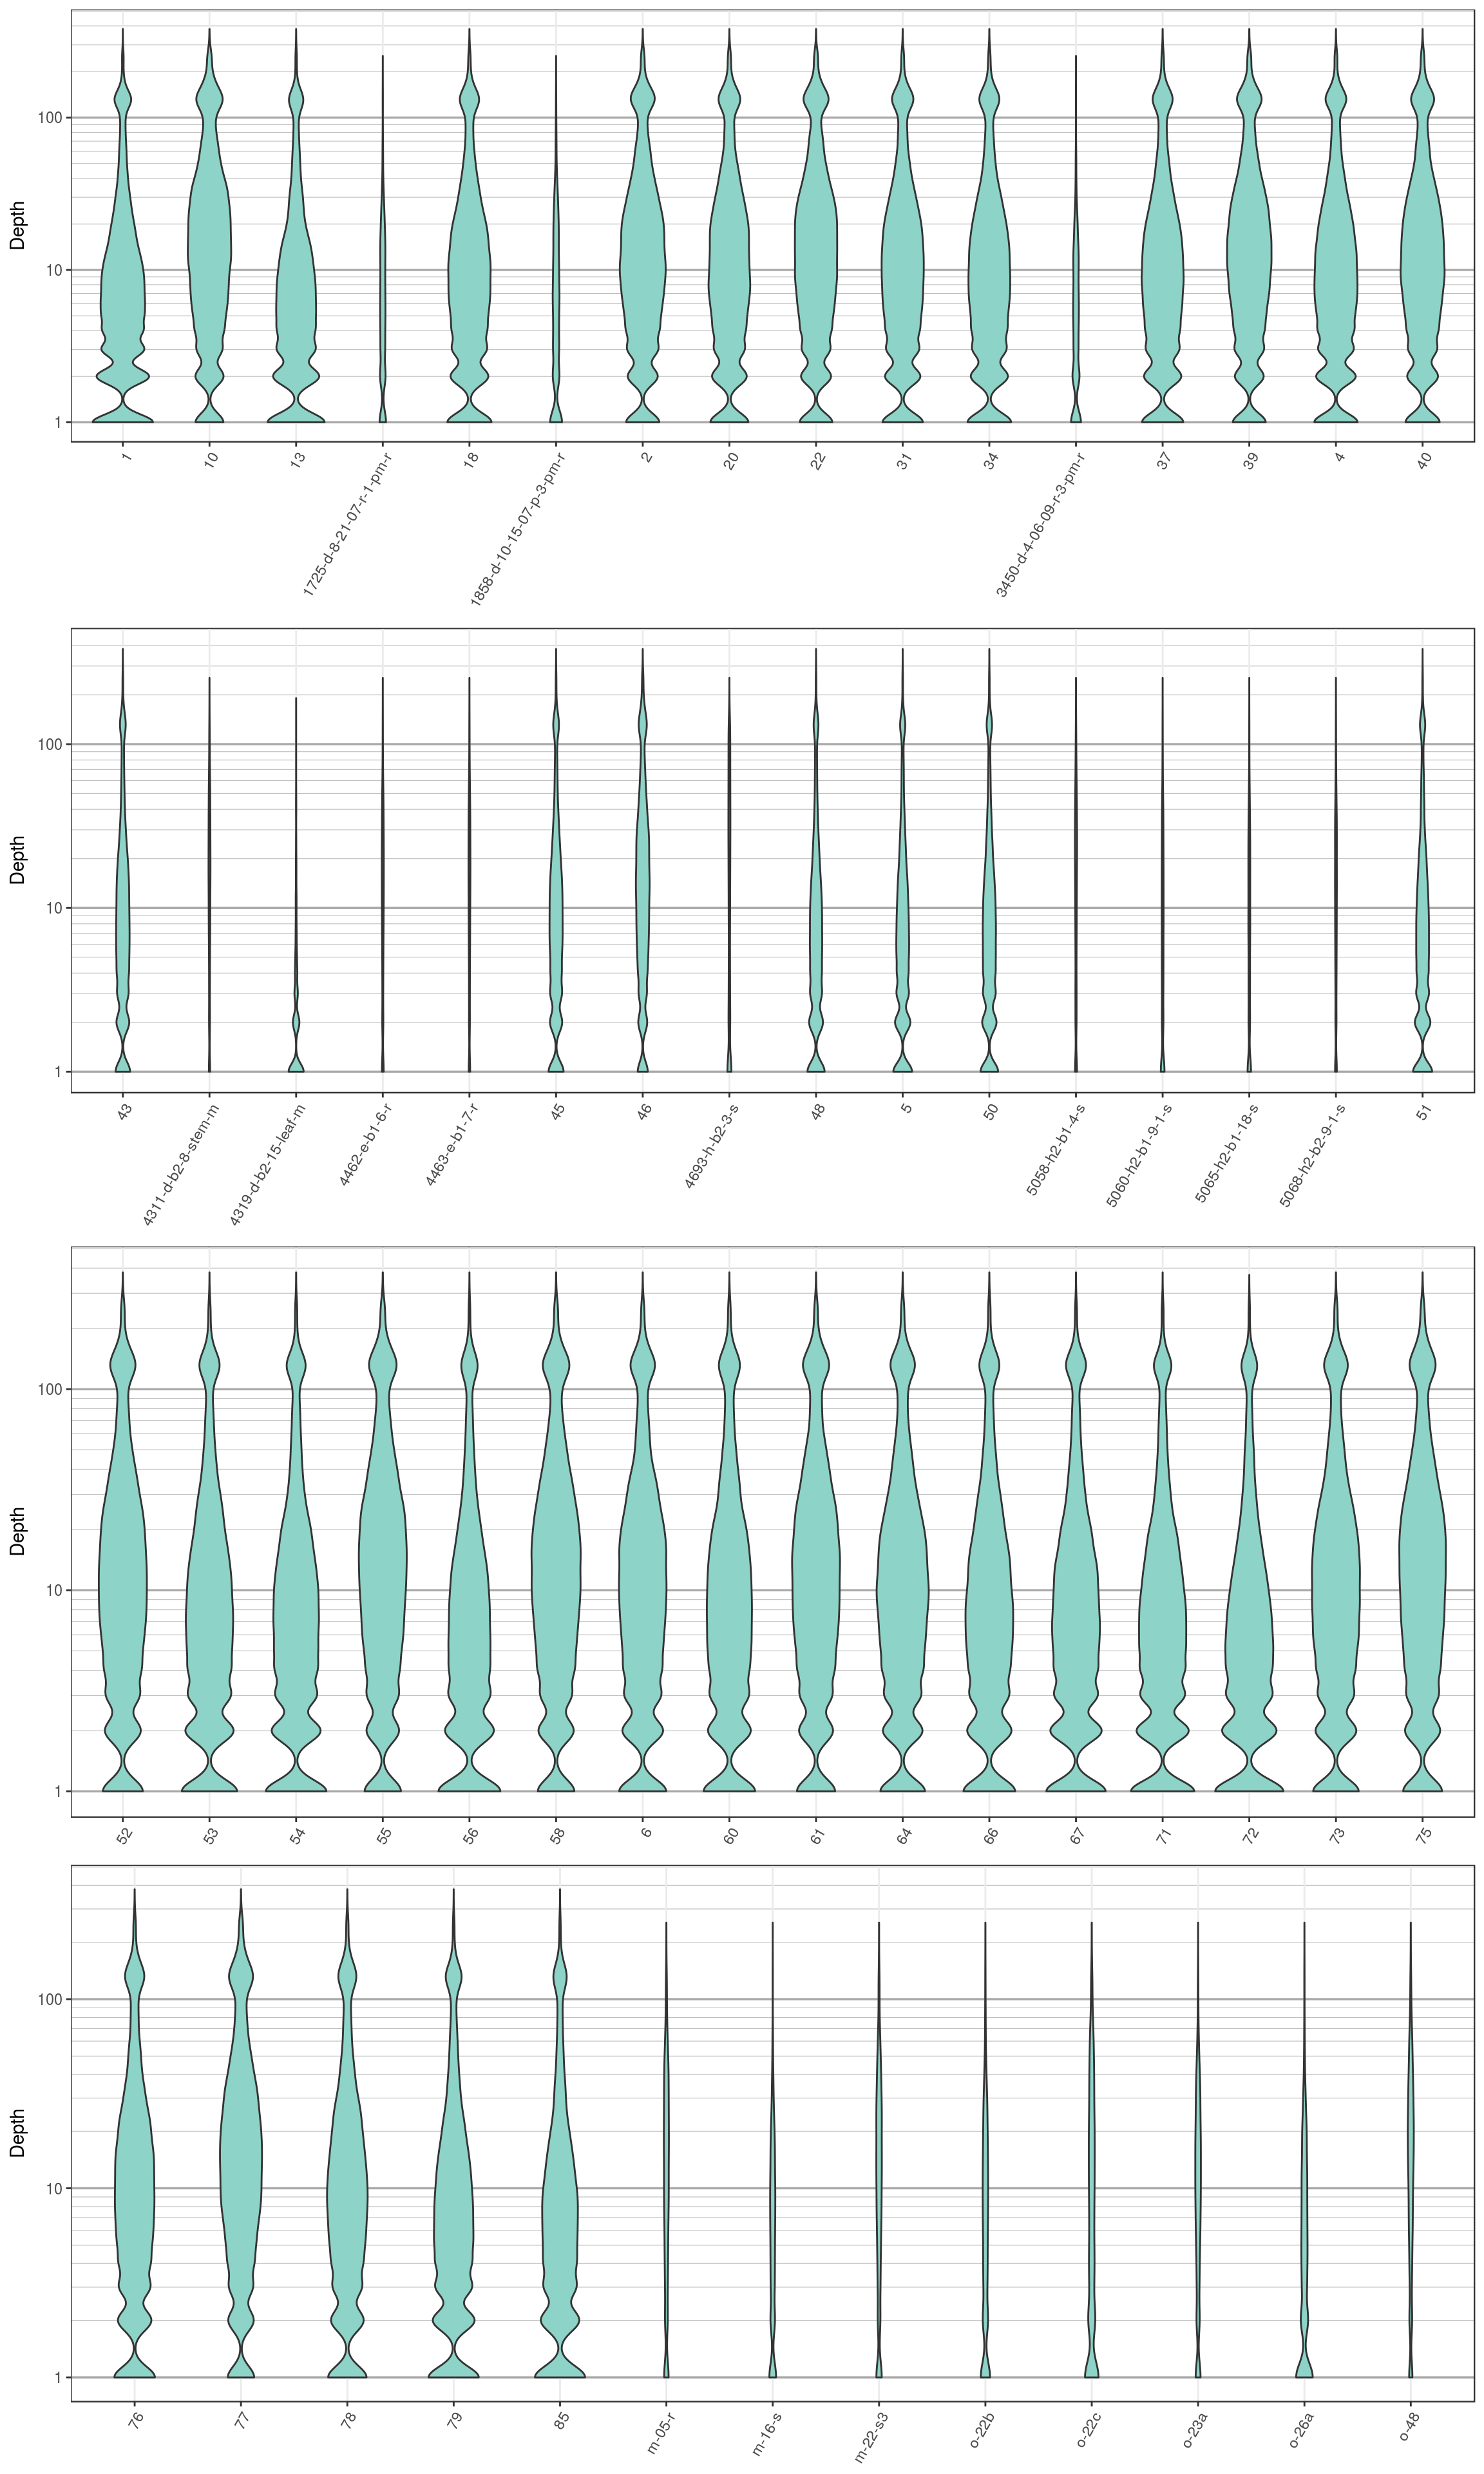 Depth
100
10
1
1
10
13
1725-d-8-21-07-r-1-pm-r
18
1858-d-10-15-07-p-3-pm-r
2
20
22
31
34
3450-d-4-06-09-r-3-pm-r
37
39
4
40
Depth
100
10
1
43
4311-d-b2-8-stem-m
4319-d-b2-15-leaf-m
4462-e-b1-6-r
4463-e-b1-7-r
45
46
4693-h-b2-3-s
48
5
50
5058-h2-b1-4-s
5060-h2-b1-9-1-s
5065-h2-b1-18-s
5068-h2-b2-9-1-s
51
Depth
100
10
1
52
53
54
55
56
58
6
60
61
64
66
67
71
72
73
75
Depth
100
10
1
76
77
78
79
85
m-05-r
m-16-s
m-22-s3
o-22b
o-22c
o-23a
o-26a
o-48